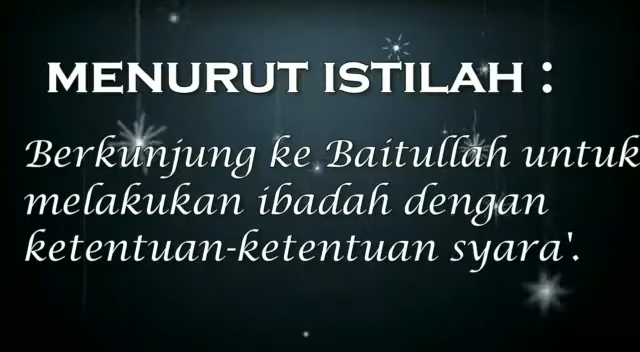 MENURUT ISTILAH :
Berkunjung ke Baitullah untuk
melakukan ibadah dengan
ketentuan-ketentuan syara'.